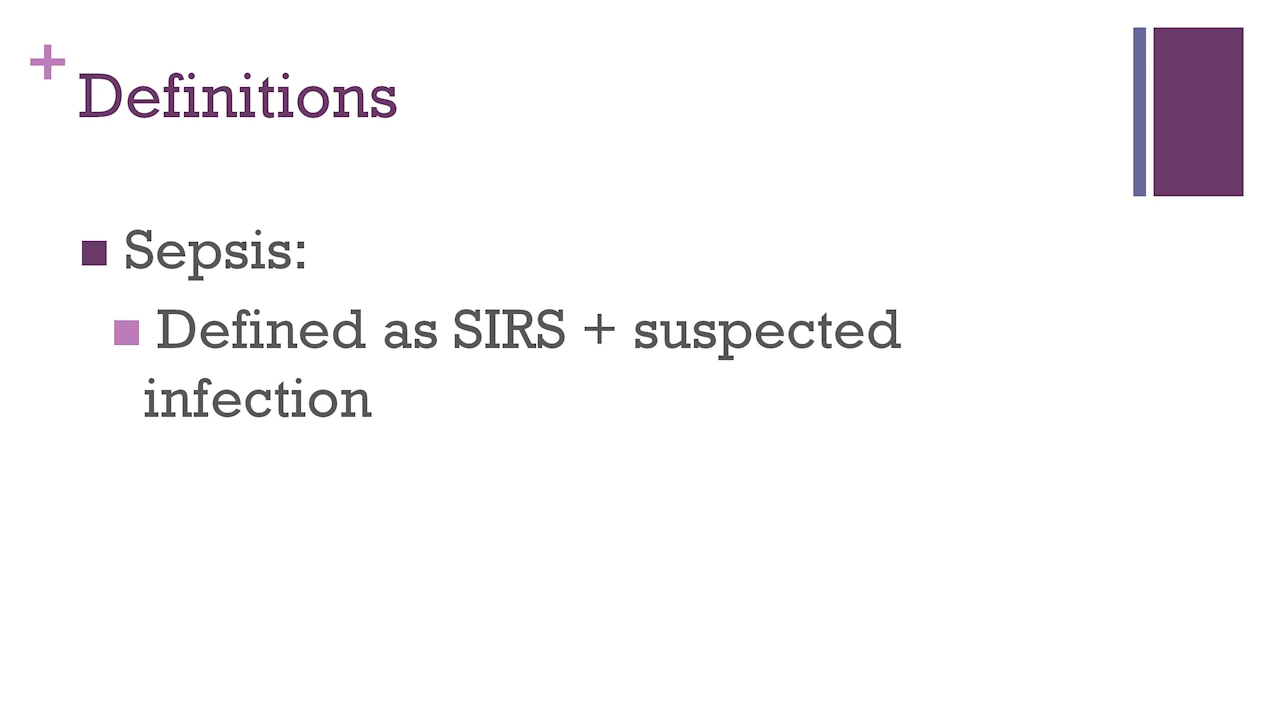 +
Definitions
Sepsis:
Defined as SIRS + suspected
infection